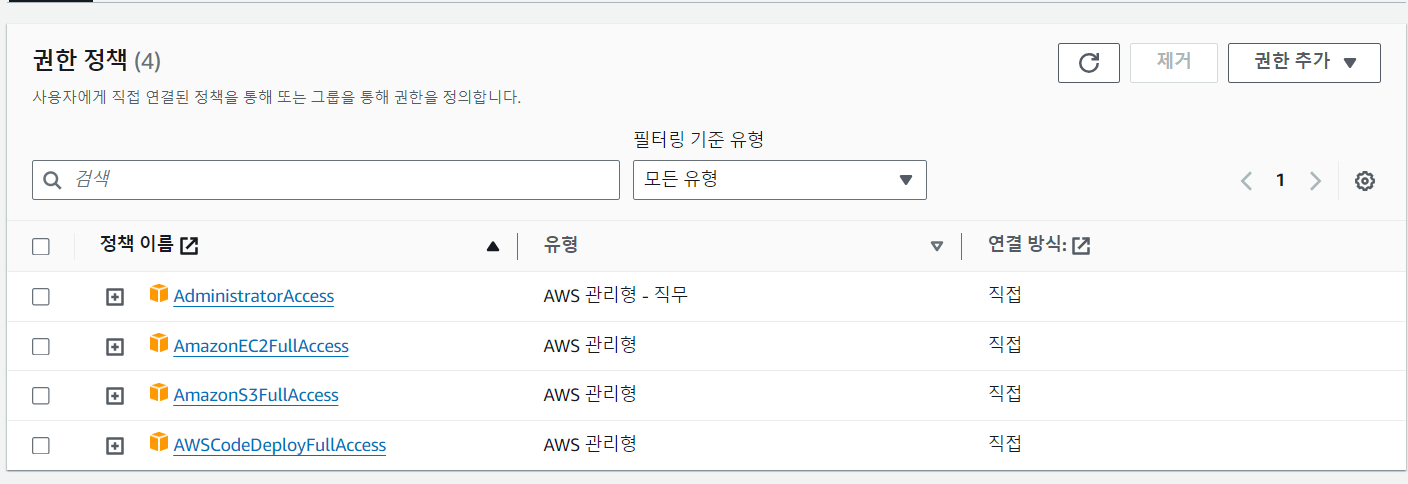 권한 정책 (4)
제거
권한 추가
사용자에게 직접 연결된 정책을 통해 또는 그룹을 통해 권한을 정의합니다.
필터링 기준 유형
검색
모든 유형
1
정책 이름
유형
연결 방식:
AdministratorAccess
AWS 관리형 - 직무
직접
AmazonEC2FullAccess
AWS 관리형
직접
AmazonS3FullAccess
AWS 관리형
직접
AWSCodeDeployFullAccess
AWS 관리형
직접